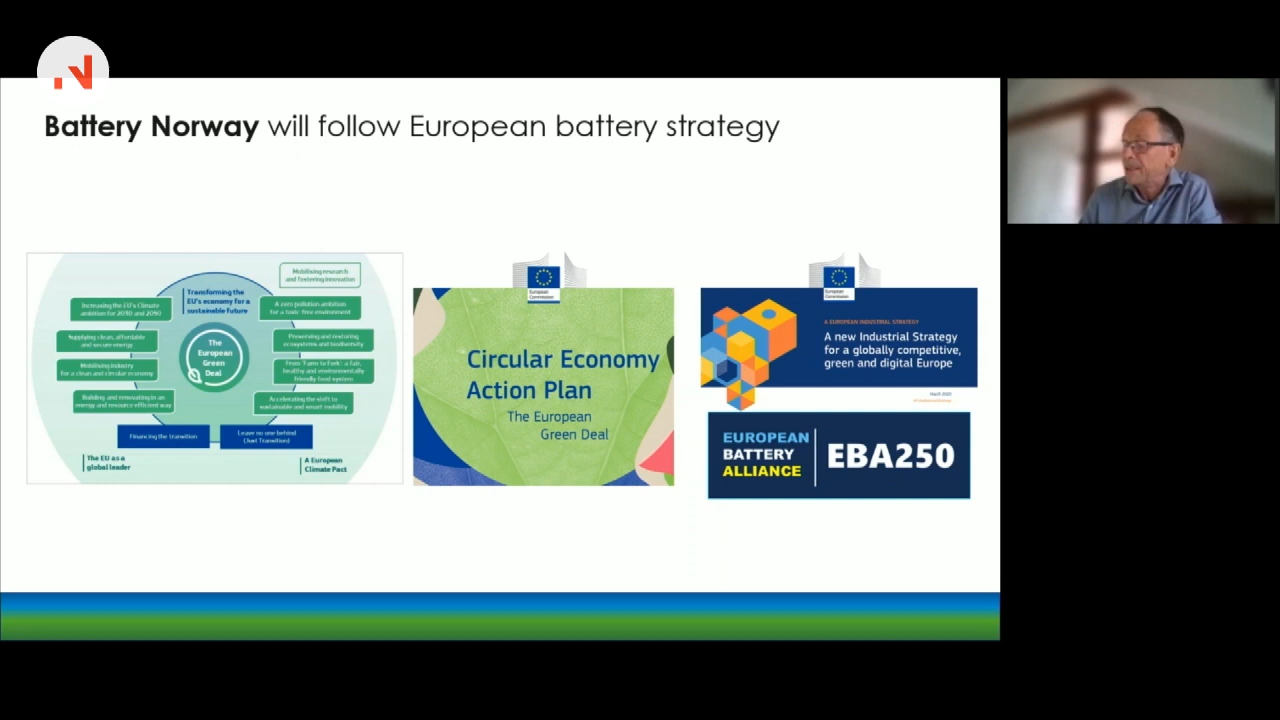 Battery Norway will follow European battery strategy
Mobilising research
and fostering innovation
Transforming the
EU's economy for a
sustainable future
Increasing the EU's Climate
ambition for 2030 and 2050
A zero pollution ambition
for a toxic-free environment
Supplying clean, affordable
and secure energy
Preserving and restoring
ecosystems and biodiversity
The
European
Green
Deal
Mobilising industry
for a clean and circular economy
From 'Farm to Fork': a fair,
healthy and environmentally
friendly food system
Building and renovating in an
energy and resource efficient way
Accelerating the shift to
sustainable and smart mobility
Financing the transition
Leave no one behind
(Just Transition)
The EU as a
global leader
A European
Climate Pact
European
Commission
Circular Economy
Action Plan
The European
Green Deal
European
Commission
A EUROPEAN INDUSTRIAL STRATEGY
A new Industrial Strategy
for a globally competitive,
green and digital Europe
March 2020
EUROPEAN
BATTERY
ALLIANCE
EBA250